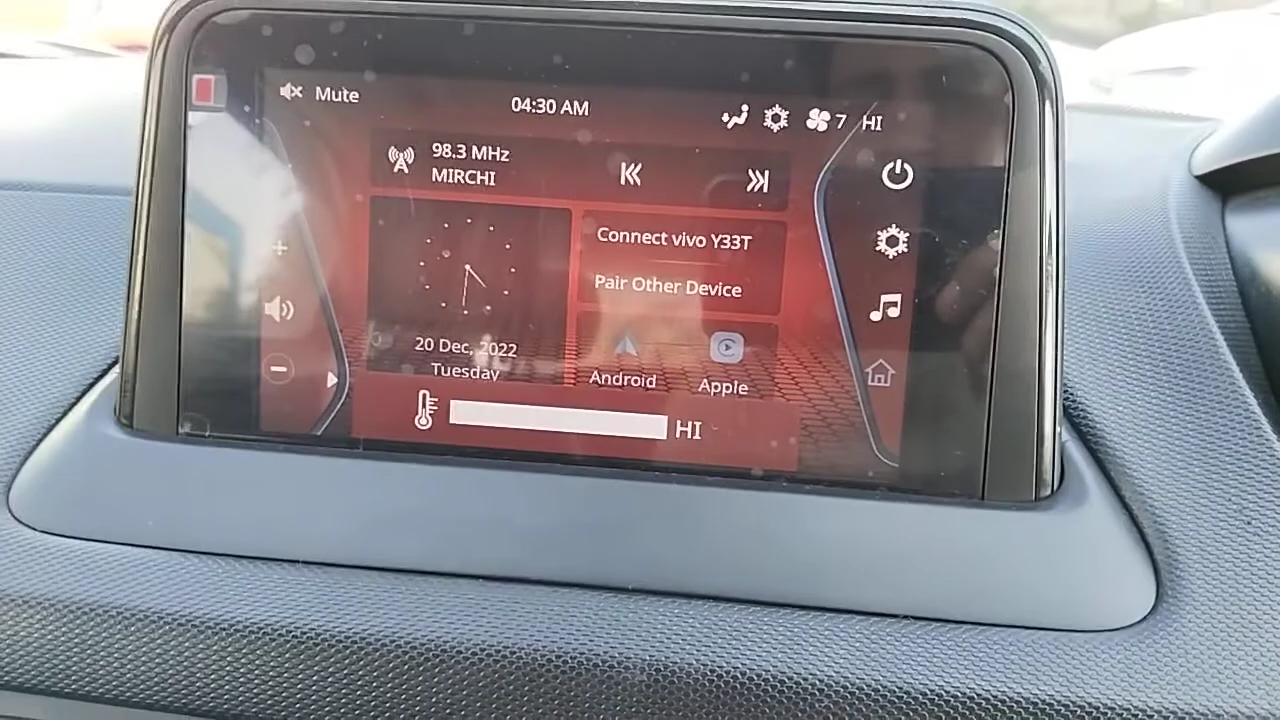 Mute
04:30 AM
7 HI
98.3 MHz
MIRCHI
Connect vivo Y33T
Pair Other Device
20 Dec, 2022
Tuesday
Android
Apple
HI